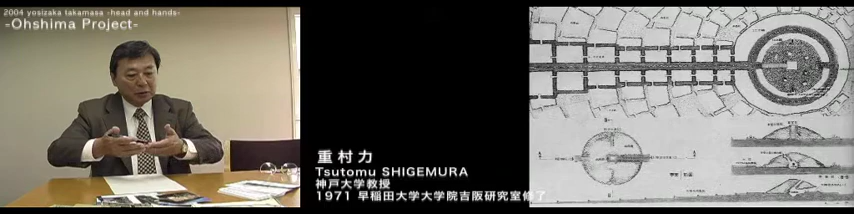 2004 yosizaka takamasa -head and hands-
-Ohshima Project-
重村力
Tsutomu SHIGEMURA
神戸大学教授
1971 早稲田大学大学院吉阪研究室修了